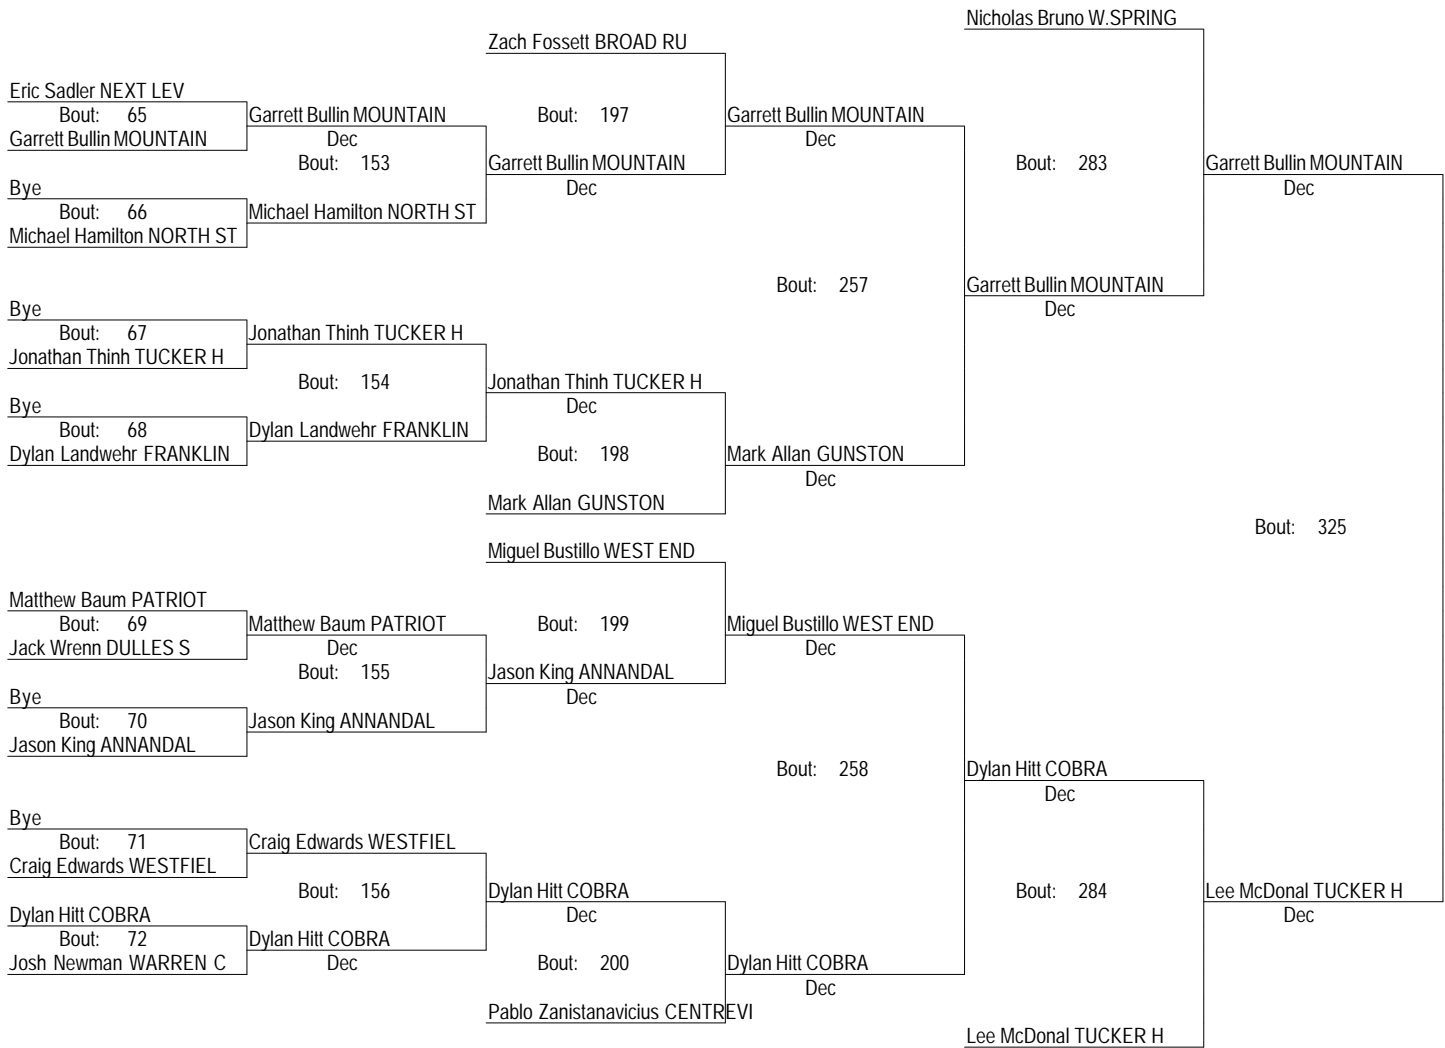 Nicholas Bruno W.SPRING
Zach Fossett BROAD RU
Eric Sadler NEXT LEV
Bout: 65
Garrett Bullin MOUNTAIN
Bye
Bout: 66
Michael Hamilton NORTH ST
Bye
Bout: 67
Jonathan Thinh TUCKER H
Bye
Bout: 68
Dylan Landwehr FRANKLIN
Matthew Baum PATRIOT
Bout: 69
Jack Wrenn DULLES S
Bye
Bout: 70
Jason King ANNANDAL
Bye
Bout: 71
Craig Edwards WESTFIEL
Dylan Hitt COBRA
Bout: 72
Josh Newman WARREN C
Garrett Bullin MOUNTAIN
Dec
Bout: 153
Michael Hamilton NORTH ST
Jonathan Thinh TUCKER H
Bout: 154
Dylan Landwehr FRANKLIN
Matthew Baum PATRIOT
Dec
Bout: 155
Jason King ANNANDAL
Craig Edwards WESTFIEL
Bout: 156
Dylan Hitt COBRA
Dec
Bout: 197
Garrett Bullin MOUNTAIN
Dec
Jonathan Thinh TUCKER H
Dec
Bout: 198
Mark Allan GUNSTON
Miguel Bustillo WEST END
Bout: 199
Jason King ANNANDAL
Dec
Dylan Hitt COBRA
Dec
Bout: 200
Pablo Zanistanavicius CENTREVI
Garrett Bullin MOUNTAIN
Dec
Bout: 257
Mark Allan GUNSTON
Dec
Miguel Bustillo WEST END
Dec
Bout: 258
Dylan Hitt COBRA
Dec
Bout: 283
Garrett Bullin MOUNTAIN
Dec
Dylan Hitt COBRA
Dec
Bout: 284
Lee McDonal TUCKER H
Garrett Bullin MOUNTAIN
Dec
Bout: 325
Lee McDonal TUCKER H
Dec